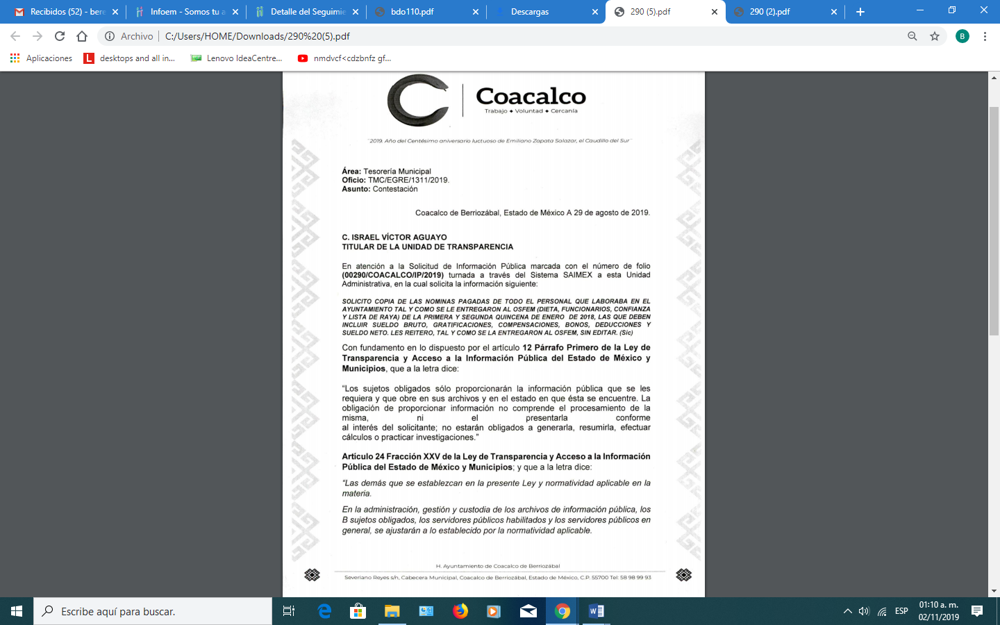 Recibidos (52) - bere
Infoem - Somos tu a
Detalle del Seguimie
bdo110.pdf
Descargas
290 (5).pdf
290 (2).pdf
Archivo
C:/Users/HOME/Downloads/290%20(5).pdf
B
Aplicaciones
L
desktops and all in...
Lenovo IdeaCentre...
nmdvcf<cdzbnfz gf...
Coacalco
Trabajo ◆ Voluntad ◆ Cercanía
¨2019. Año del Centésimo aniversario luctuoso de Emiliano Zapata Salazar, el Caudillo del Sur¨
Área: Tesorería Municipal
Oficio: TMC/EGRE/1311/2019.
Asunto: Contestación
Coacalco de Berriozábal, Estado de México A 29 de agosto de 2019.
C. ISRAEL VÍCTOR AGUAYO
TITULAR DE LA UNIDAD DE TRANSPARENCIA
En atención a la Solicitud de Información Pública marcada con el número de folio
(00290/COACALCO/IP/2019) turnada a través del Sistema SAIMEX a esta Unidad
Administrativa, en la cual solicita la información siguiente:
SOLICITO COPIA DE LAS NOMINAS PAGADAS DE TODO EL PERSONAL QUE LABORABA EN EL
AYUNTAMIENTO TAL Y COMO SE LE ENTREGARON AL OSFEM (DIETA, FUNCIONARIOS, CONFIANZA
Y LISTA DE RAYA) DE LA PRIMERA Y SEGUNDA QUINCENA DE ENERO DE 2018, LAS QUE DEBEN
INCLUIR SUELDO BRUTO, GRATIFICACIONES, COMPENSACIONES, BONOS, DEDUCCIONES Y
SUELDO NETO. LES REITERO, TAL Y COMO SE LA ENTREGARON AL OSFEM, SIN EDITAR. (Sic)
Con fundamento en lo dispuesto por el artículo 12 Párrafo Primero de la Ley de
Transparencia y Acceso a la Información Pública del Estado de México y
Municipios, que a la letra dice:
“Los sujetos obligados sólo proporcionarán la información pública que se les
requiera y que obre en sus archivos y en el estado en que ésta se encuentre. La
obligación de proporcionar información no comprende el procesamiento de la
misma, ni el presentarla conforme
al interés del solicitante; no estarán obligados a generarla, resumirla, efectuar
cálculos o practicar investigaciones.”
Artículo 24 Fracción XXV de la Ley de Transparencia y Acceso a la Información
Pública del Estado de México y Municipios; y que a la letra dice:
“Las demás que se establezcan en la presente Ley y normatividad aplicable en la
materia.
En la administración, gestión y custodia de los archivos de información pública, los
B sujetos obligados, los servidores públicos habilitados y los servidores públicos en
general, se ajustarán a lo establecido por la normatividad aplicable.
H. Ayuntamiento de Coacalco de Berriozábal
Severiano Reyes s/n, Cabecera Municipal, Coacalco de Berriozábal, Estado de México, C.P. 55700 Tel: 58 98 99 93
Escribe aquí para buscar.
ESP
01:10 a. m.
02/11/2019